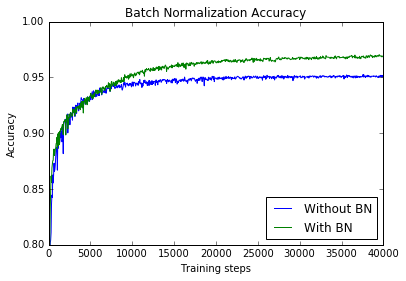 Batch Normalization Accuracy
1.00
0.95
0.90
0.85
0.80
Accuracy
0 5000 10000 15000 20000 25000 30000 35000 40000
Training steps
Without BN
With BN